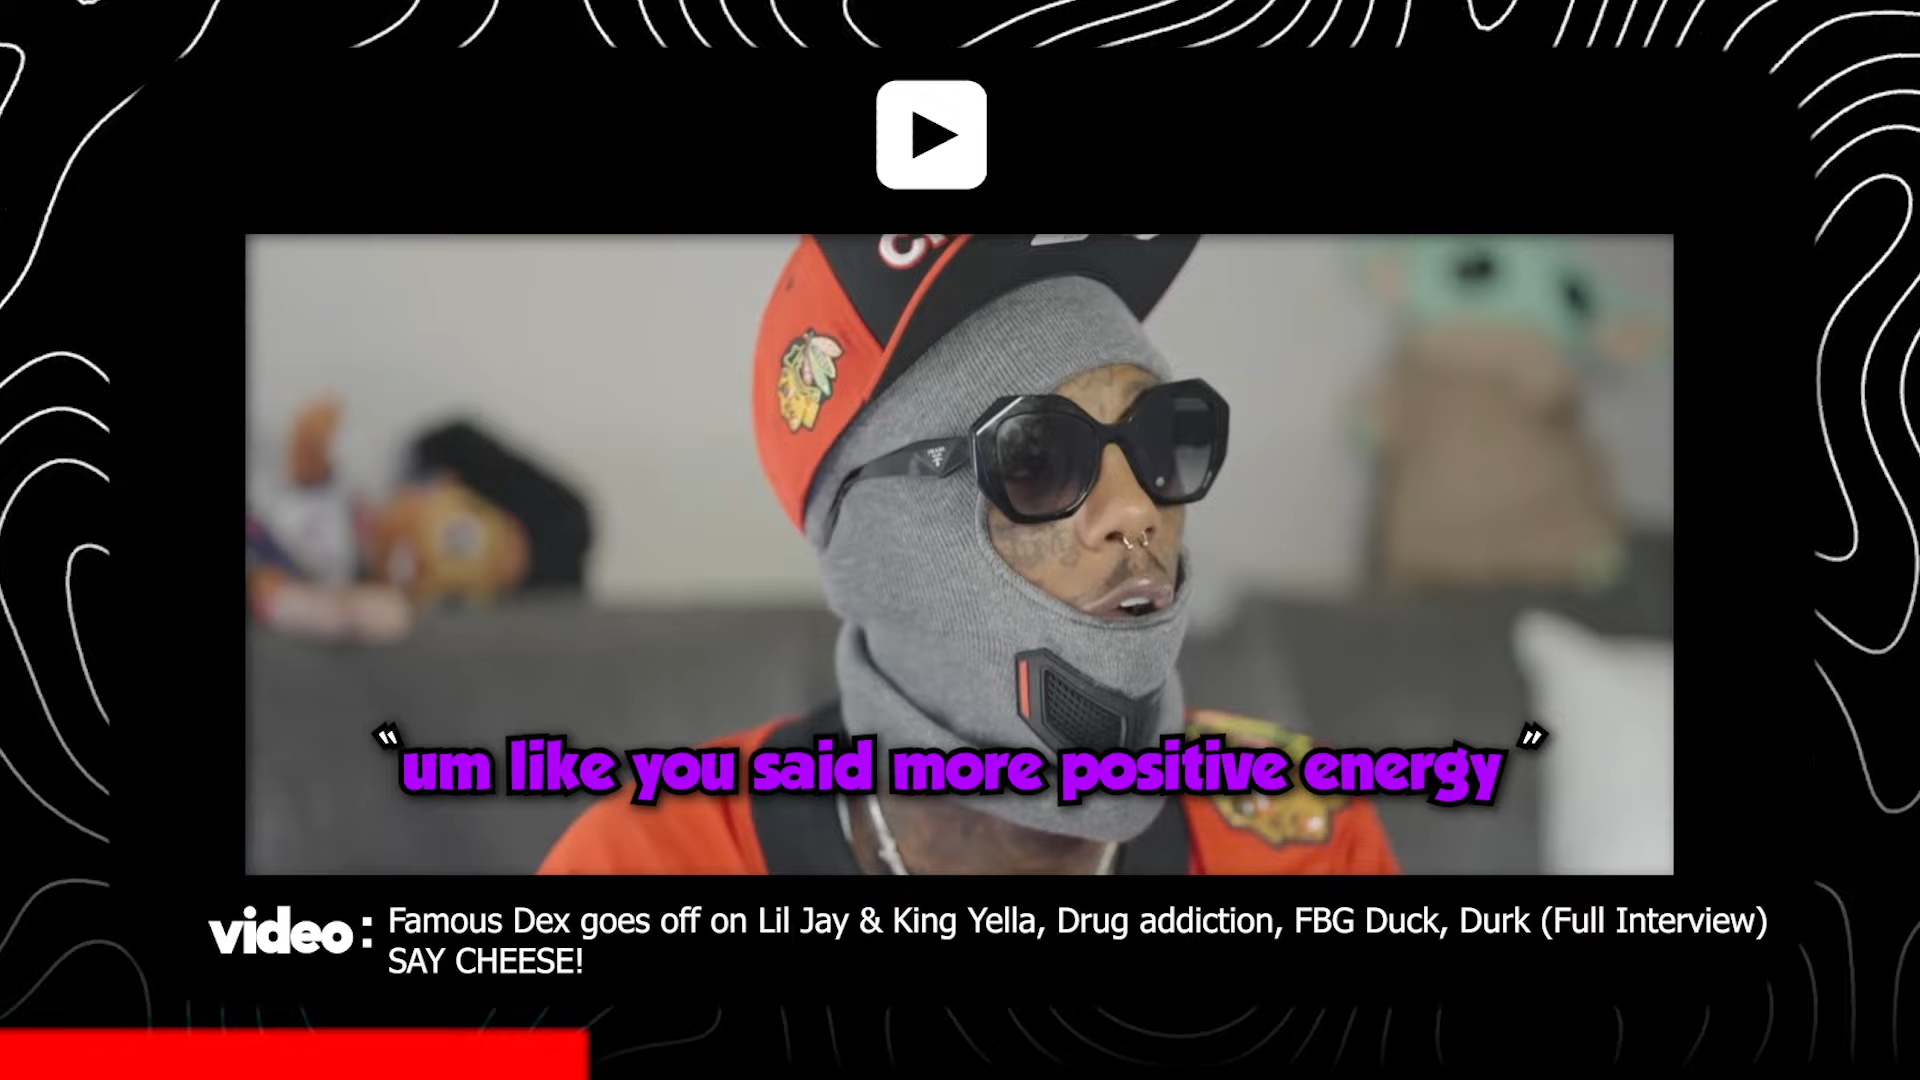 “um like you said more positive energy”
video: Famous Dex goes off on Lil Jay & King Yella, Drug addiction, FBG Duck, Durk (Full Interview)
SAY CHEESE!